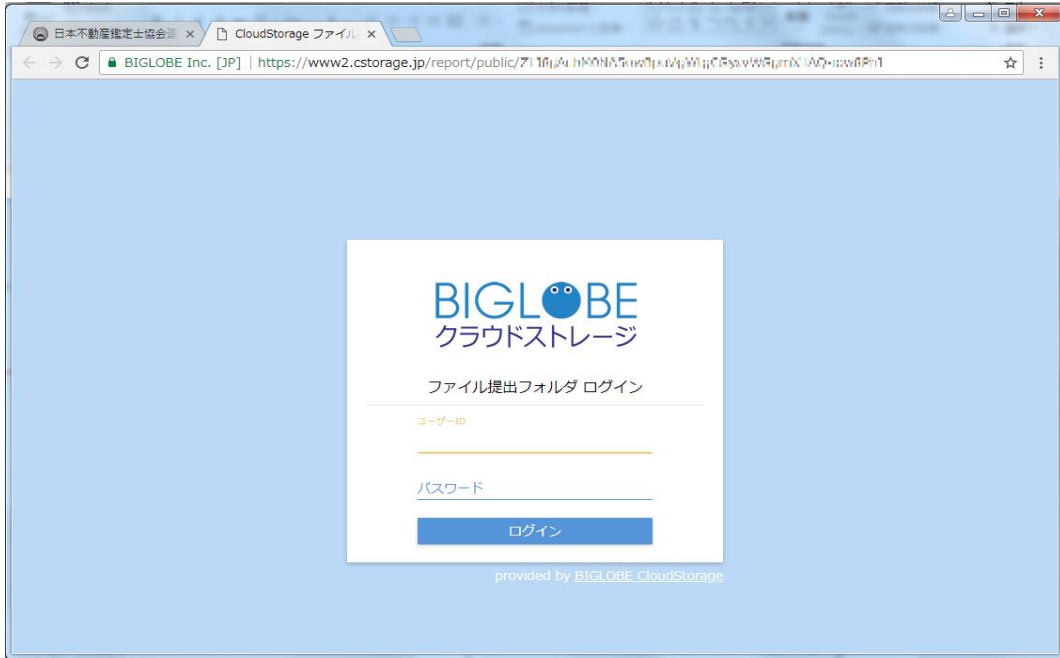 日本不動産鑑定士協会
CloudStorage ファイル
BIGLOBE Inc. [JP] | https://www2.cstorage.jp/report/public/
BIGLOBE
クラウドストレージ
ファイル提出フォルダ ログイン
ユーザーID
パスワード
ログイン
provided by BIGLOBE CloudStorage